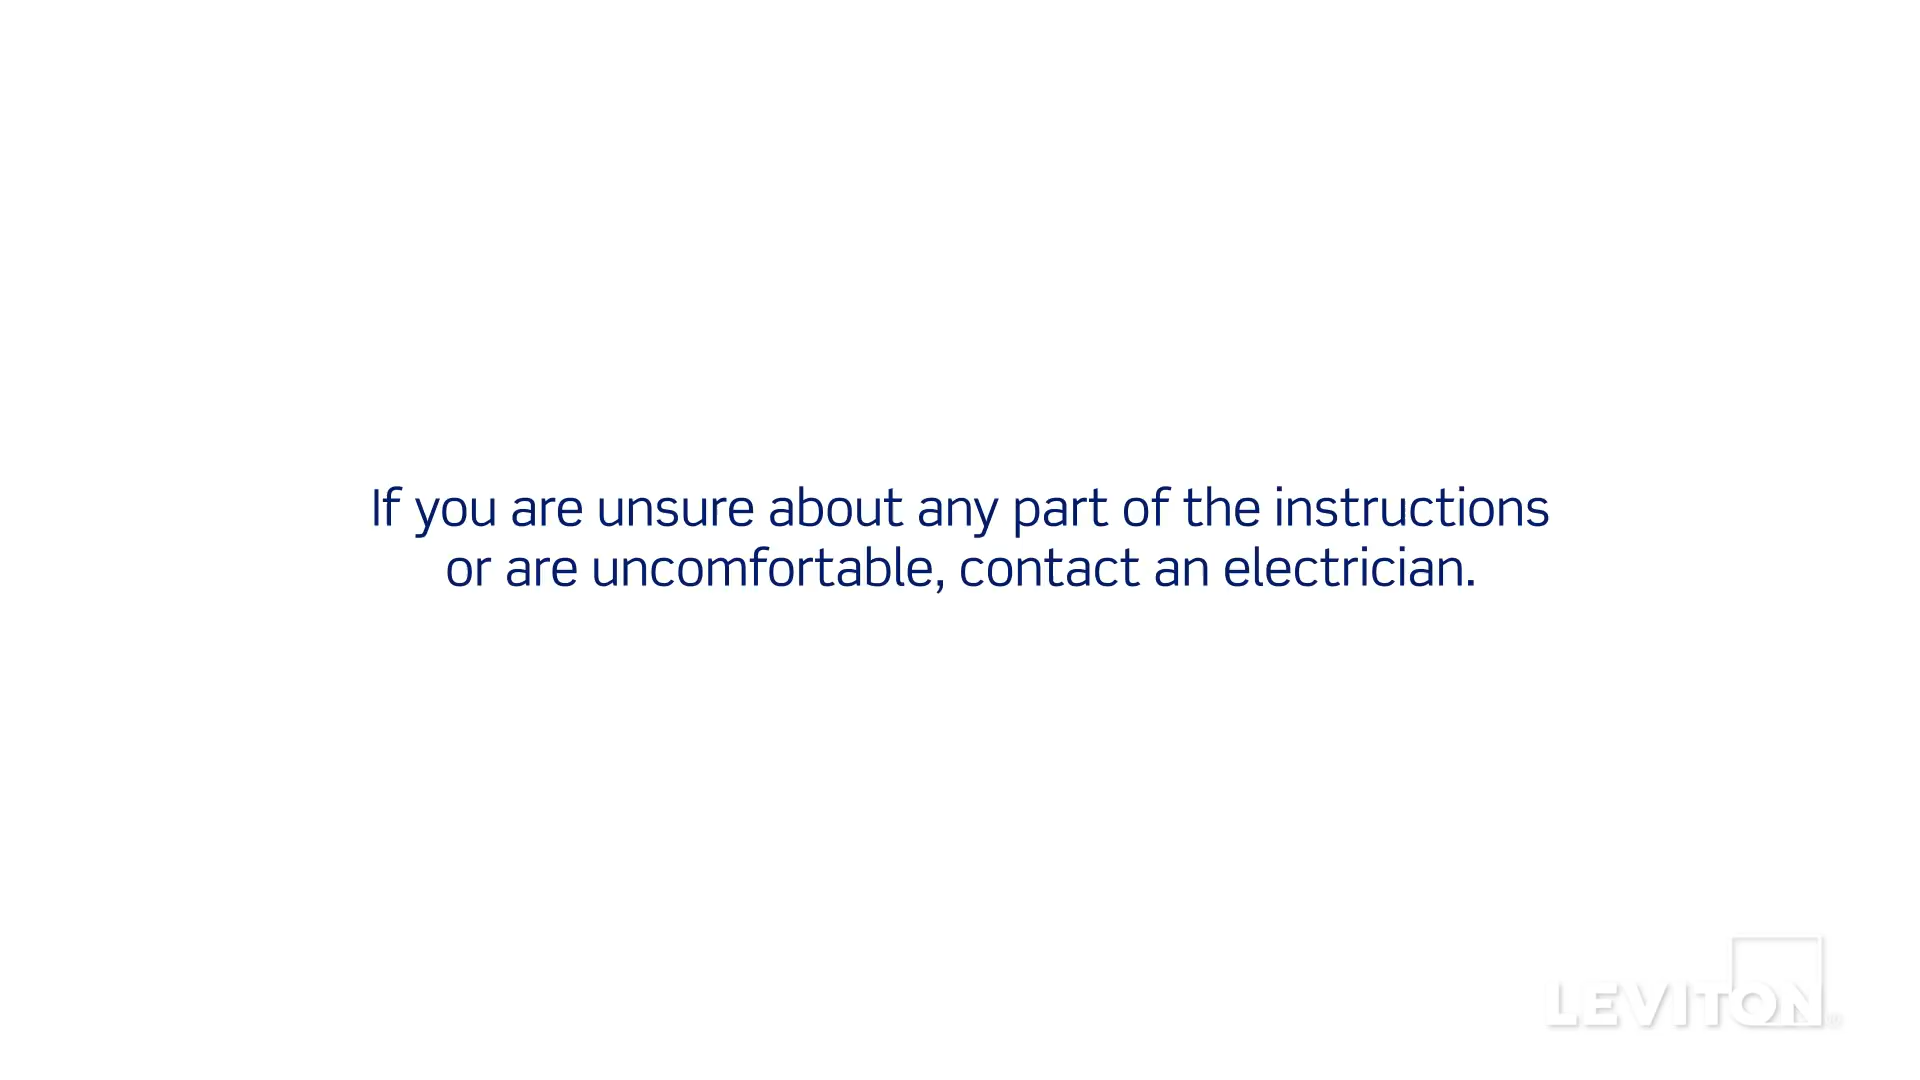 If you are unsure about any part of the instructions
or are uncomfortable, contact an electrician.
LEVITON